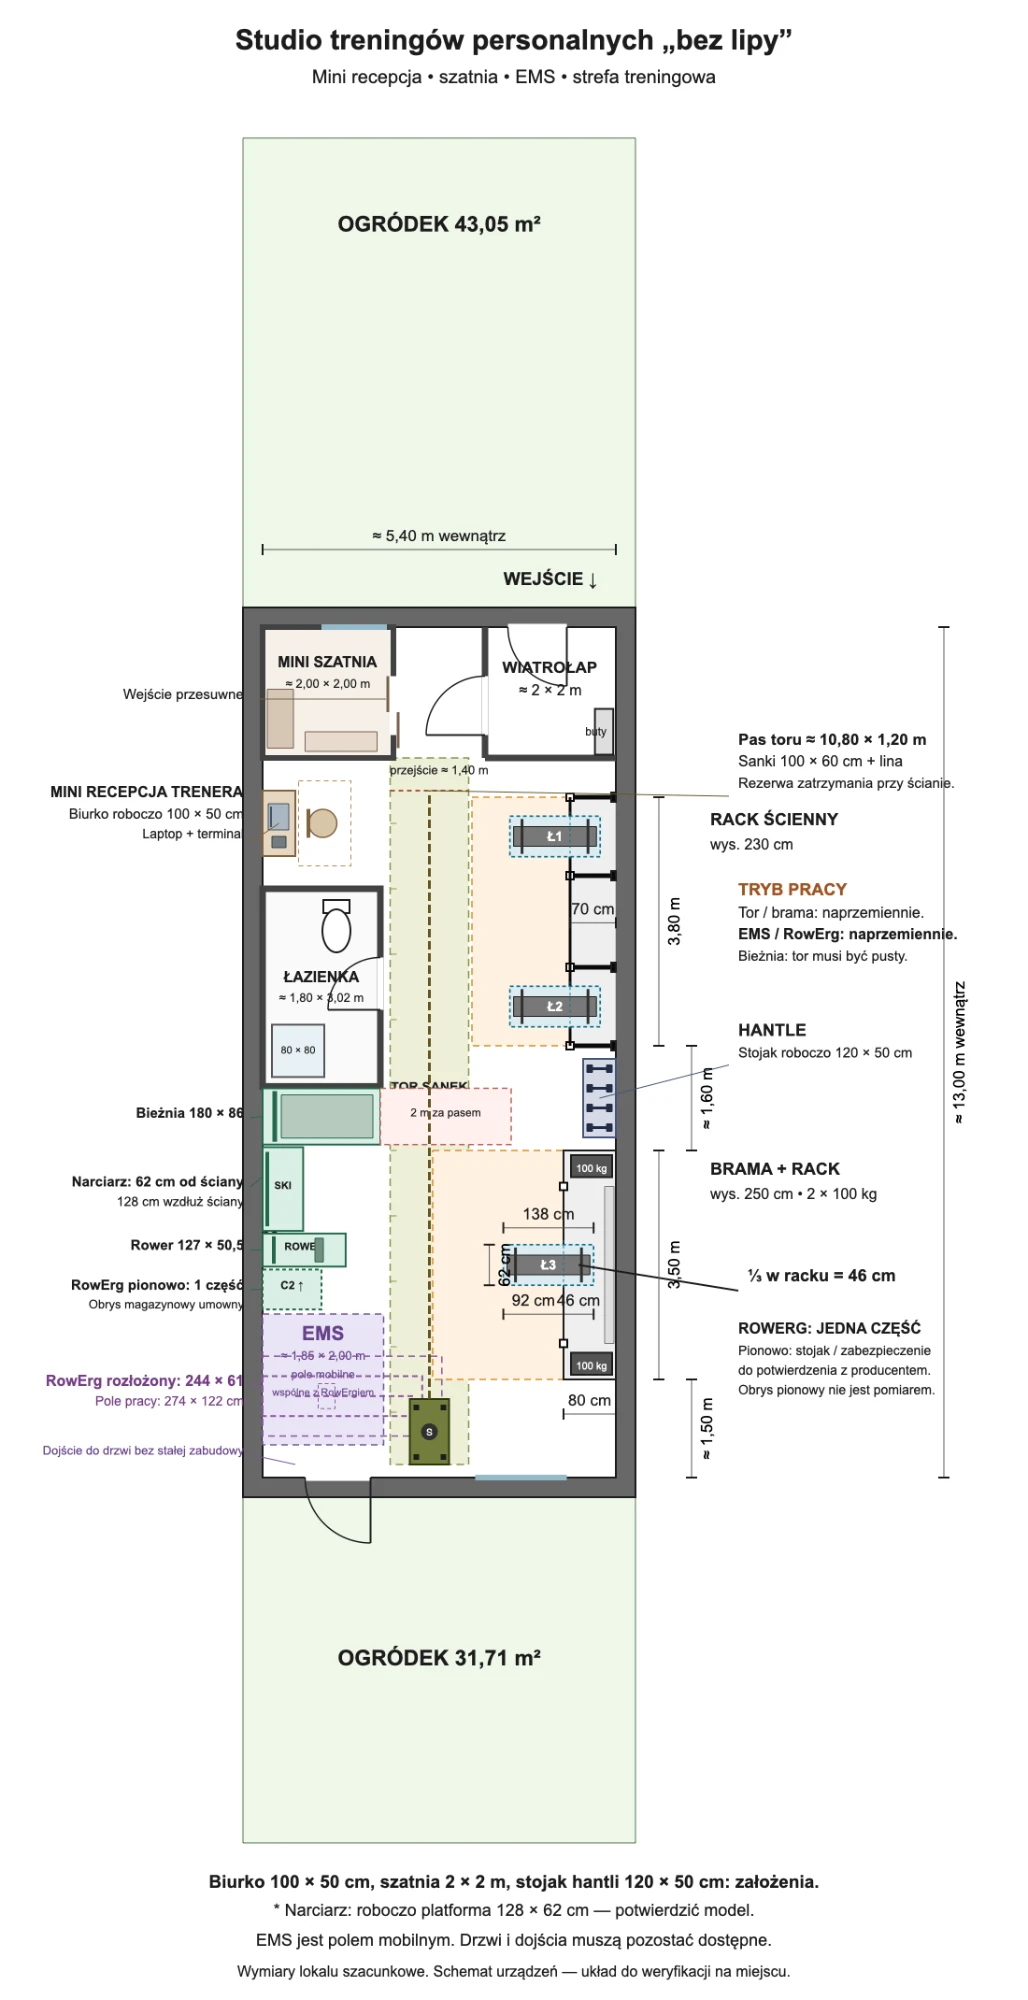 Studio treningów personalnych „bez lipy”
Mini recepcja • szatnia • EMS • strefa treningowa
OGRÓDEK 43,05 m²
≈ 5,40 m wewnątrz
WEJŚCIE ↓
MINI SZATNIA
≈ 2,00 × 2,00 m
WIATROŁAP
≈ 2 × 2 m
Wejście przesuwne
buty
przejście ≈ 1,40 m
Pas toru ≈ 10,80 × 1,20 m
Sanki 100 × 60 cm + lina
Rezerwa zatrzymania przy ścianie.
MINI RECEPCJA TRENERA
Biurko roboczo 100 × 50 cm
Laptop + terminal
Ł1
RACK ŚCIENNY
wys. 230 cm
70 cm
3,80 m
TRYB PRACY
Tor / brama: naprzemiennie.
EMS / RowErg: naprzemiennie.
Bieżnia: tor musi być pusty.
ŁAZIENKA
≈ 1,80 × 3,02 m
80 × 80
Ł2
HANTLE
Stojak roboczo 120 × 50 cm
≈ 13,00 m wewnątrz
TOR SANEK
2 m za pasem
≈ 1,60 m
Bieżnia 180 × 86
Narciarz: 62 cm od ściany
128 cm wzdłuż ściany
SKI
100 kg
BRAMA + RACK
wys. 250 cm • 2 × 100 kg
138 cm
Rower 127 × 50,5
ROWE
62 cm
Ł3
3,50 m
⅓ w racku = 46 cm
RowErg pionowo: 1 część
Obrys magazynowy umowny
C2 ↑
92 cm
46 cm
EMS
≈ 1,85 × 2,00 m
pole mobilne
wspólne z RowErgiem
100 kg
ROWERG: JEDNA CZĘŚĆ
Pionowo: stojak / zabezpieczenie
do potwierdzenia z producentem.
Obrys pionowy nie jest pomiarem.
RowErg rozłożony: 244 × 61
Pole pracy: 274 × 122 cm
80 cm
≈ 1,50 m
S
Dojście do drzwi bez stałej zabudowy
OGRÓDEK 31,71 m²
Biurko 100 × 50 cm, szatnia 2 × 2 m, stojak hantli 120 × 50 cm: założenia.
* Narciarz: roboczo platforma 128 × 62 cm — potwierdzić model.
EMS jest polem mobilnym. Drzwi i dojścia muszą pozostać dostępne.
Wymiary lokalu szacunkowe. Schemat urządzeń — układ do weryfikacji na miejscu.